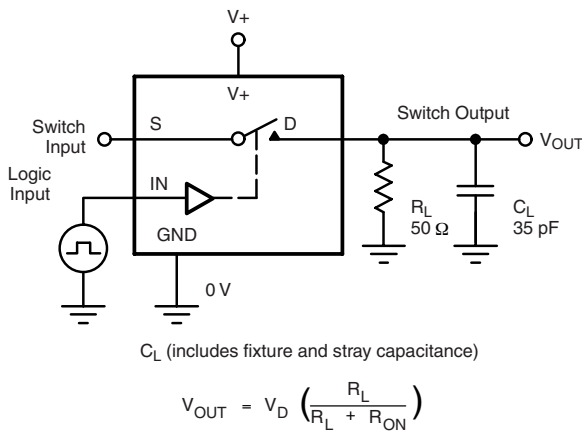 V+
V+
S
D
Switch Output
Switch
Input
V_OUT
Logic
Input
IN
R_L
50 Ω
C_L
35 pF
GND
0 V
C_L (includes fixture and stray capacitance)
V_OUT = V_D (R_L / (R_L + R_ON))